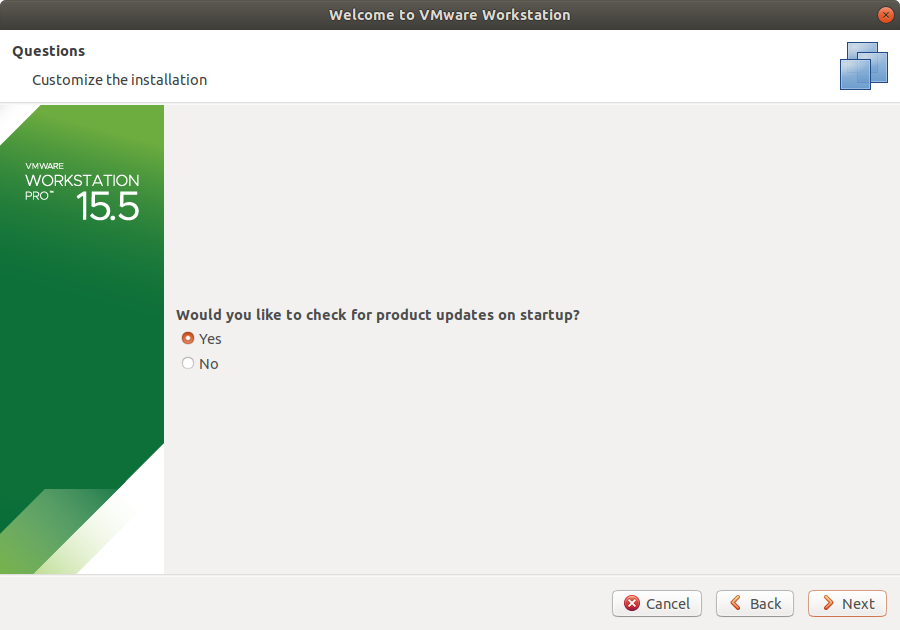 Welcome to VMware Workstation
Questions
Customize the installation
VMWARE
WORKSTATION
PRO™ 15.5
Would you like to check for product updates on startup?
Yes
No
Cancel Back Next